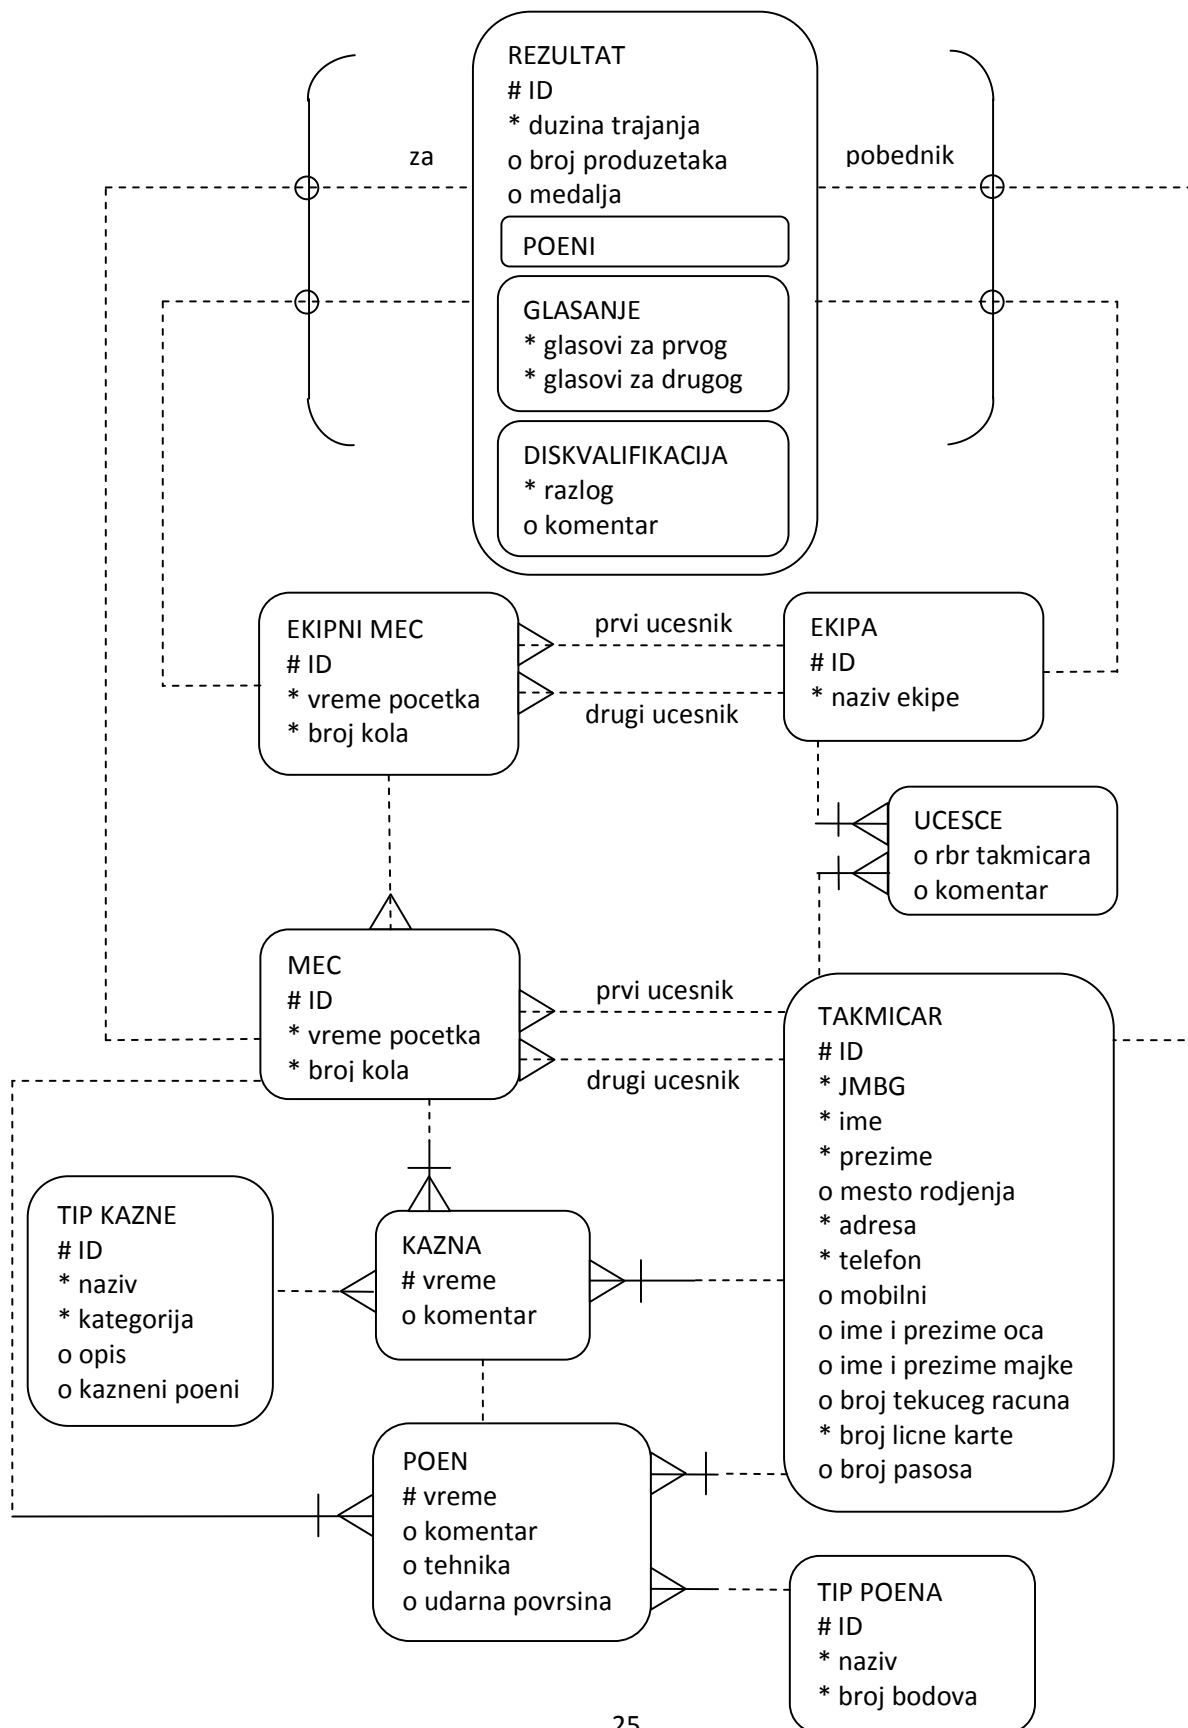 REZULTAT
# ID
* duzina trajanja
o broj produzetaka
o medalja
za
pobednik
POENI
GLASANJE
* glasovi za prvog
* glasovi za drugog
DISKVALIFIKACIJA
* razlog
o komentar
EKIPNI MEC
# ID
* vreme pocetka
* broj kola
prvi ucesnik
drugi ucesnik
EKIPA
# ID
* naziv ekipe
UCESCE
o rbr takmicara
o komentar
MEC
# ID
* vreme pocetka
* broj kola
prvi ucesnik
drugi ucesnik
TAKMICAR
# ID
* JMBG
* ime
* prezime
o mesto rodjenja
* adresa
* telefon
o mobilni
o ime i prezime oca
o ime i prezime majke
o broj tekuceg racuna
* broj licne karte
o broj pasosa
TIP KAZNE
# ID
* naziv
* kategorija
o opis
o kazneni poeni
KAZNA
# vreme
o komentar
POEN
# vreme
o komentar
o tehnika
o udarna povrsina
TIP POENA
# ID
* naziv
* broj bodova
25